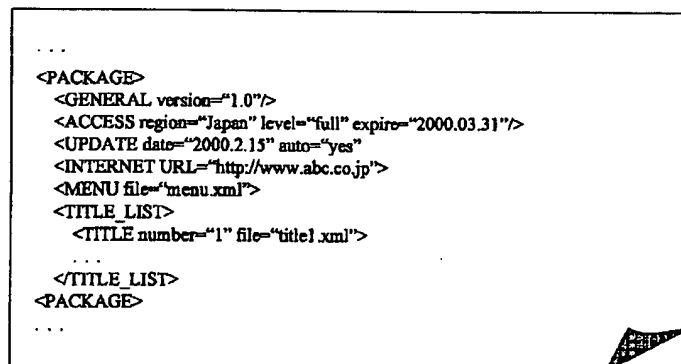 . . .
<PACKAGE>
<GENERAL version="1.0"/>
<ACCESS region="Japan" level="full" expire="2000.03.31"/>
<UPDATE date="2000.2.15" auto="yes"
<INTERNET URL="http://www.abc.co.jp">
<MENU file="menu.xml">
<TITLE_LIST>
<TITLE number="1" file="title1.xml">
. . .
</TITLE_LIST>
<PACKAGE>
. . .